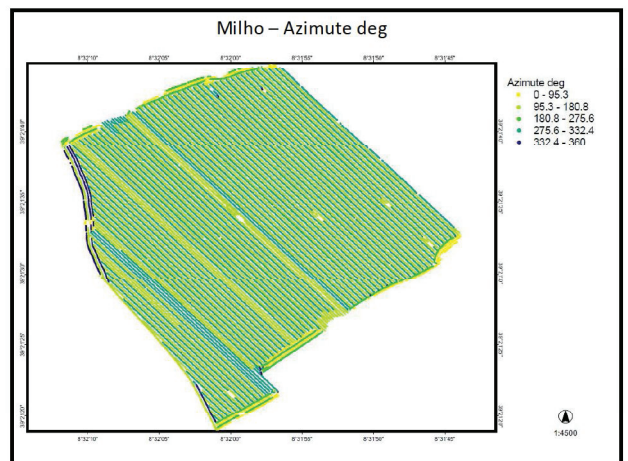 Milho – Azimute deg
8°32'10" 8°32'05" 8°32'00" 8°31'55" 8°31'50" 8°31'45"
Azimute deg
0 - 95.3
95.3 - 180.8
180.8 - 275.6
275.6 - 332.4
332.4 - 360
8°32'10" 8°32'05" 8°32'00" 8°31'55" 8°31'50" 8°31'45"
1:4500